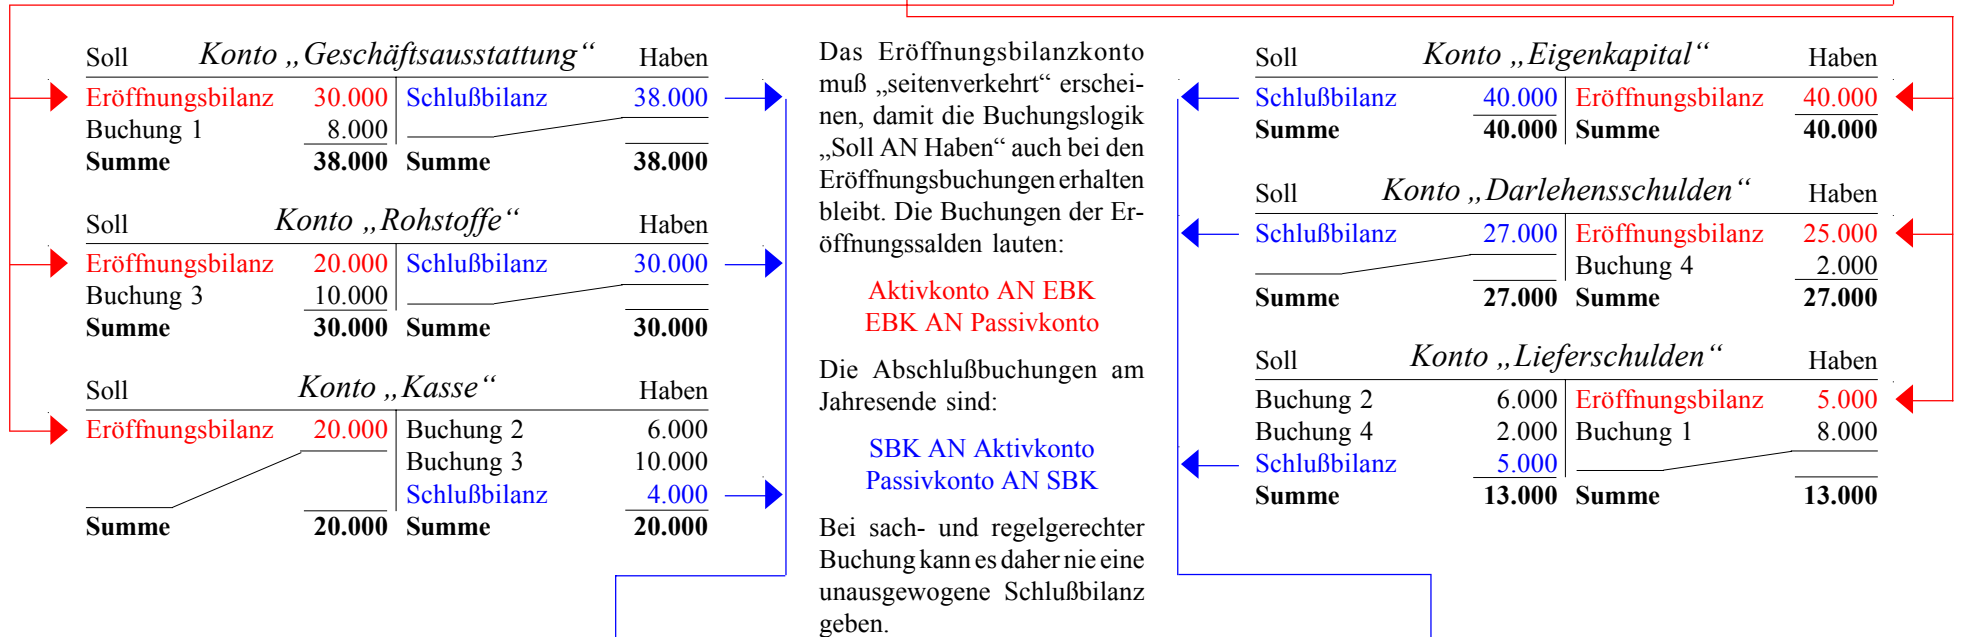 Soll Konto „Geschäftsausstattung“ Haben
Eröffnungsbilanz 30.000 Schlußbilanz 38.000
Buchung 1 8.000
Summe 38.000 Summe 38.000
Soll Konto „Rohstoffe“ Haben
Eröffnungsbilanz 20.000 Schlußbilanz 30.000
Buchung 3 10.000
Summe 30.000 Summe 30.000
Soll Konto „Kasse“ Haben
Eröffnungsbilanz 20.000 Buchung 2 6.000
Buchung 3 10.000
Schlußbilanz 4.000
Summe 20.000 Summe 20.000
Das Eröffnungsbilanzkonto
muß „seitenverkehrt“ erschei-
nen, damit die Buchungslogik
„Soll AN Haben“ auch bei den
Eröffnungsbuchungen erhalten
bleibt. Die Buchungen der Er-
öffnungssalden lauten:
Aktivkonto AN EBK
EBK AN Passivkonto
Die Abschlußbuchungen am
Jahresende sind:
SBK AN Aktivkonto
Passivkonto AN SBK
Bei sach- und regelgerechter
Buchung kann es daher nie eine
unausgewogene Schlußbilanz
geben.
Soll Konto „Eigenkapital“ Haben
Schlußbilanz 40.000 Eröffnungsbilanz 40.000
Summe 40.000 Summe 40.000
Soll Konto „Darlehensschulden“ Haben
Schlußbilanz 27.000 Eröffnungsbilanz 25.000
Buchung 4 2.000
Summe 27.000 Summe 27.000
Soll Konto „Lieferschulden“ Haben
Buchung 2 6.000 Eröffnungsbilanz 5.000
Buchung 4 2.000 Buchung 1 8.000
Schlußbilanz 5.000
Summe 13.000 Summe 13.000